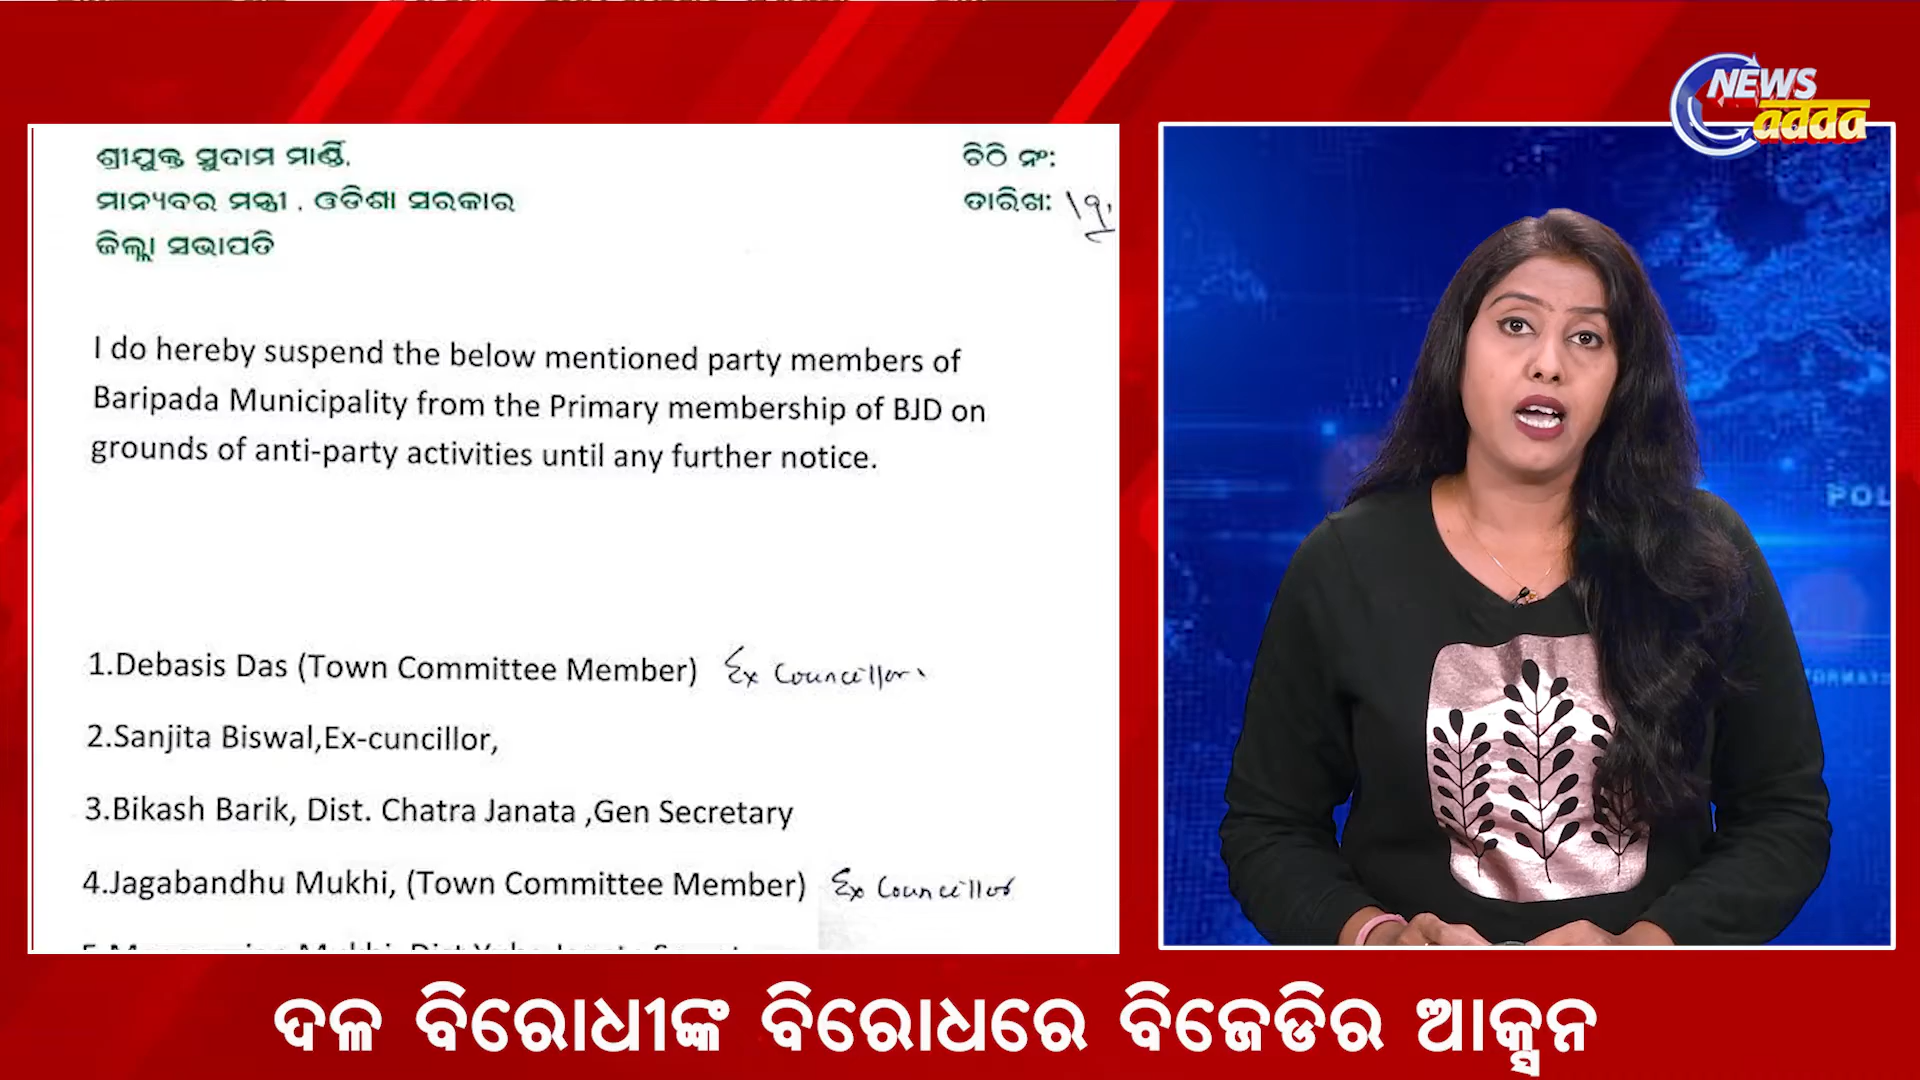 NEWS
adda
ଶ୍ରୀଯୁକ୍ତ ସୁଦାମ ମାର୍ଣ୍ଡି,
ମାନ୍ୟବର ମନ୍ତ୍ରୀ , ଓଡିଶା ସରକାର
ଜିଲ୍ଲା ସଭାପତି
ଚିଠି ନଂ:
ତାରିଖ:
I do hereby suspend the below mentioned party members of
Baripada Municipality from the Primary membership of BJD on
grounds of anti-party activities until any further notice.
1.Debasis Das (Town Committee Member) Ex Councillor
2.Sanjita Biswal,Ex-cuncillor,
3.Bikash Barik, Dist. Chatra Janata ,Gen Secretary
4.Jagabandhu Mukhi, (Town Committee Member) Ex Councillor
POL
ଦଳ ବିରୋଧୀଙ୍କ ବିରୋଧରେ ବିଜେଡିର ଆକ୍ସନ